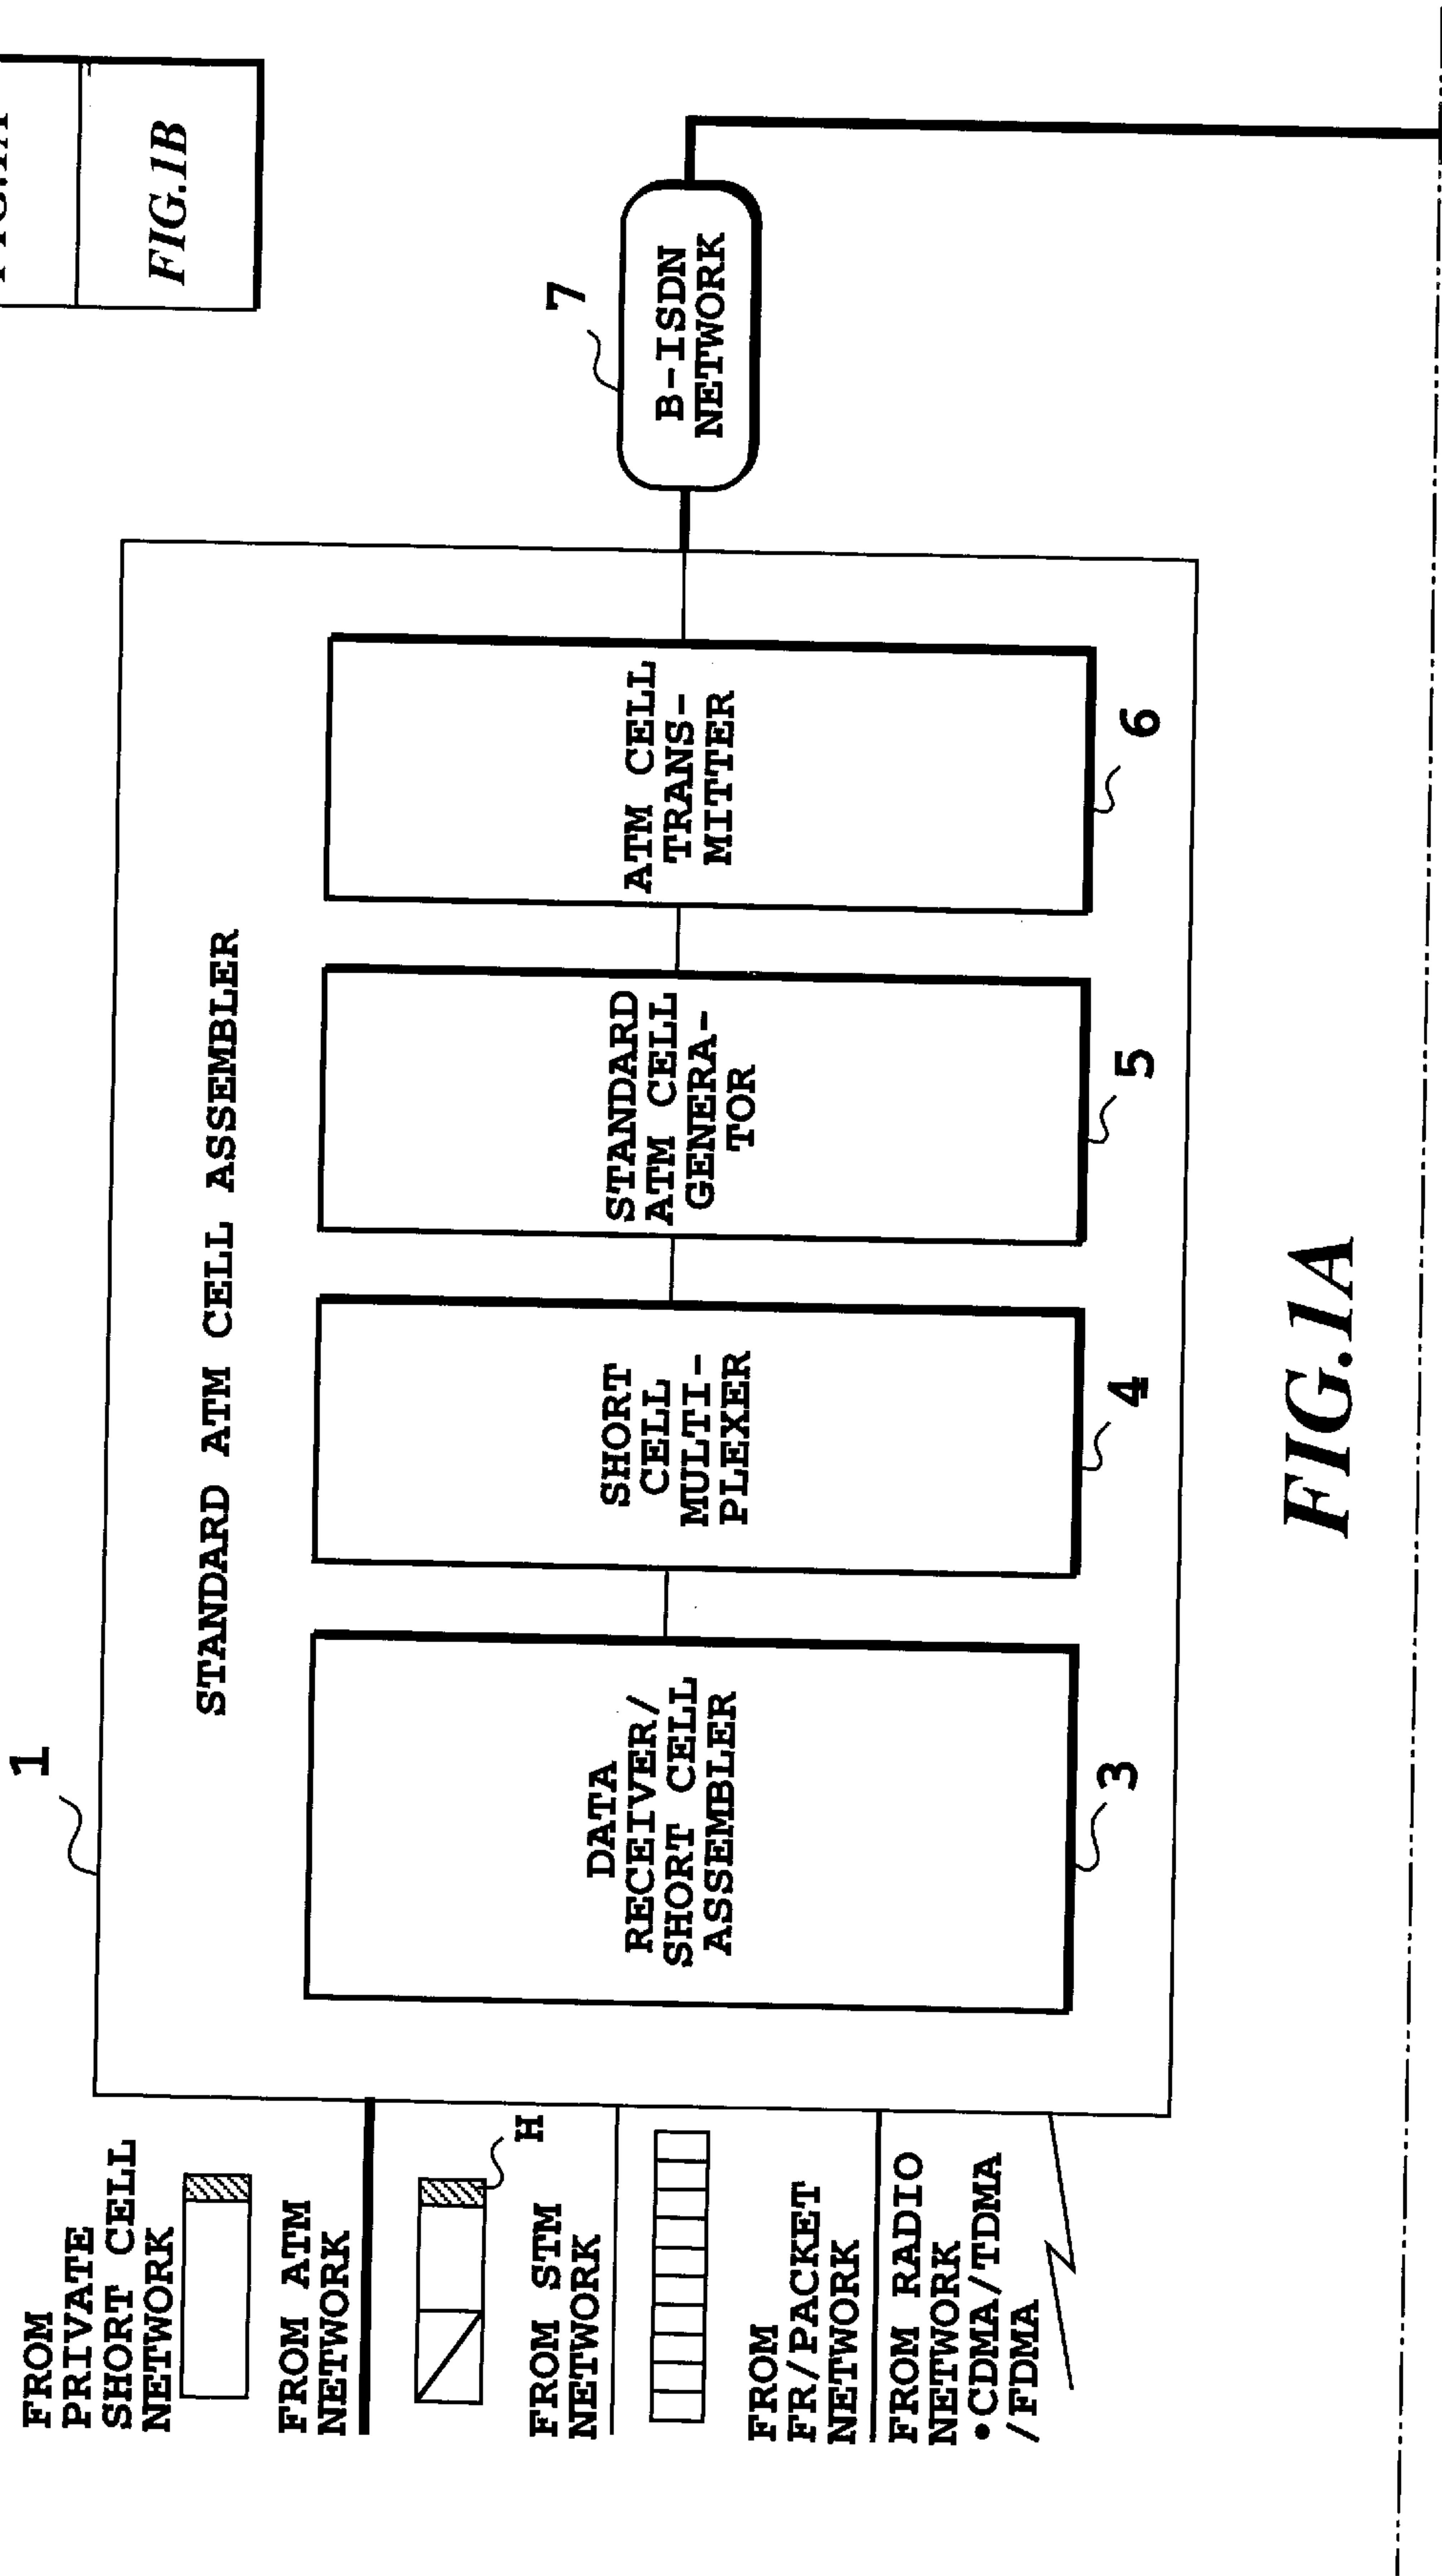 FIG.1B
1
STANDARD ATM CELL ASSEMBLER
FROM
PRIVATE
SHORT CELL
NETWORK
FROM ATM
NETWORK
H
FROM STM
NETWORK
FROM
FR/PACKET
NETWORK
FROM RADIO
NETWORK
•CDMA/TDMA
/FDMA
DATA
RECEIVER/
SHORT CELL
ASSEMBLER
3
SHORT
CELL
MULTI-
PLEXER
4
STANDARD
ATM CELL
GENERA-
TOR
5
ATM CELL
TRANS-
MITTER
6
7
B-ISDN
NETWORK
FIG.1A